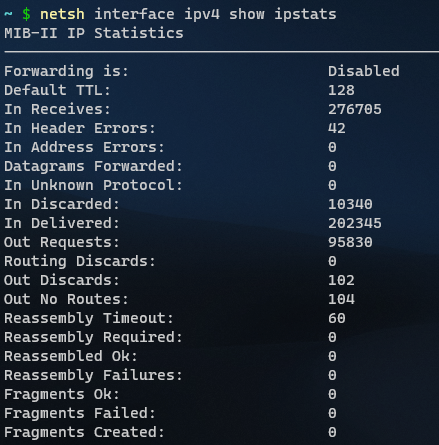 ~ $ netsh interface ipv4 show ipstats
MIB-II IP Statistics
Forwarding is: Disabled
Default TTL: 128
In Receives: 276705
In Header Errors: 42
In Address Errors: 0
Datagrams Forwarded: 0
In Unknown Protocol: 0
In Discarded: 10340
In Delivered: 202345
Out Requests: 95830
Routing Discards: 0
Out Discards: 102
Out No Routes: 104
Reassembly Timeout: 60
Reassembly Required: 0
Reassembled Ok: 0
Reassembly Failures: 0
Fragments Ok: 0
Fragments Failed: 0
Fragments Created: 0